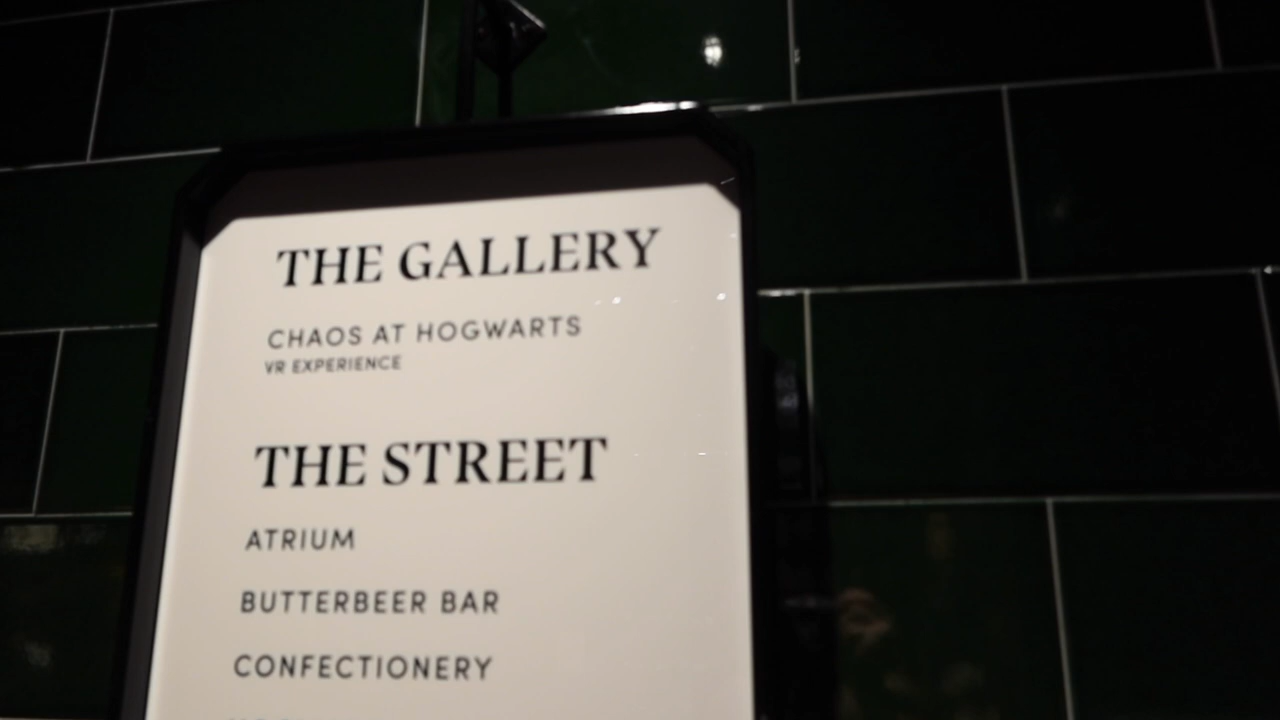 THE GALLERY
CHAOS AT HOGWARTS
VR EXPERIENCE
THE STREET
ATRIUM
BUTTERBEER BAR
CONFECTIONERY